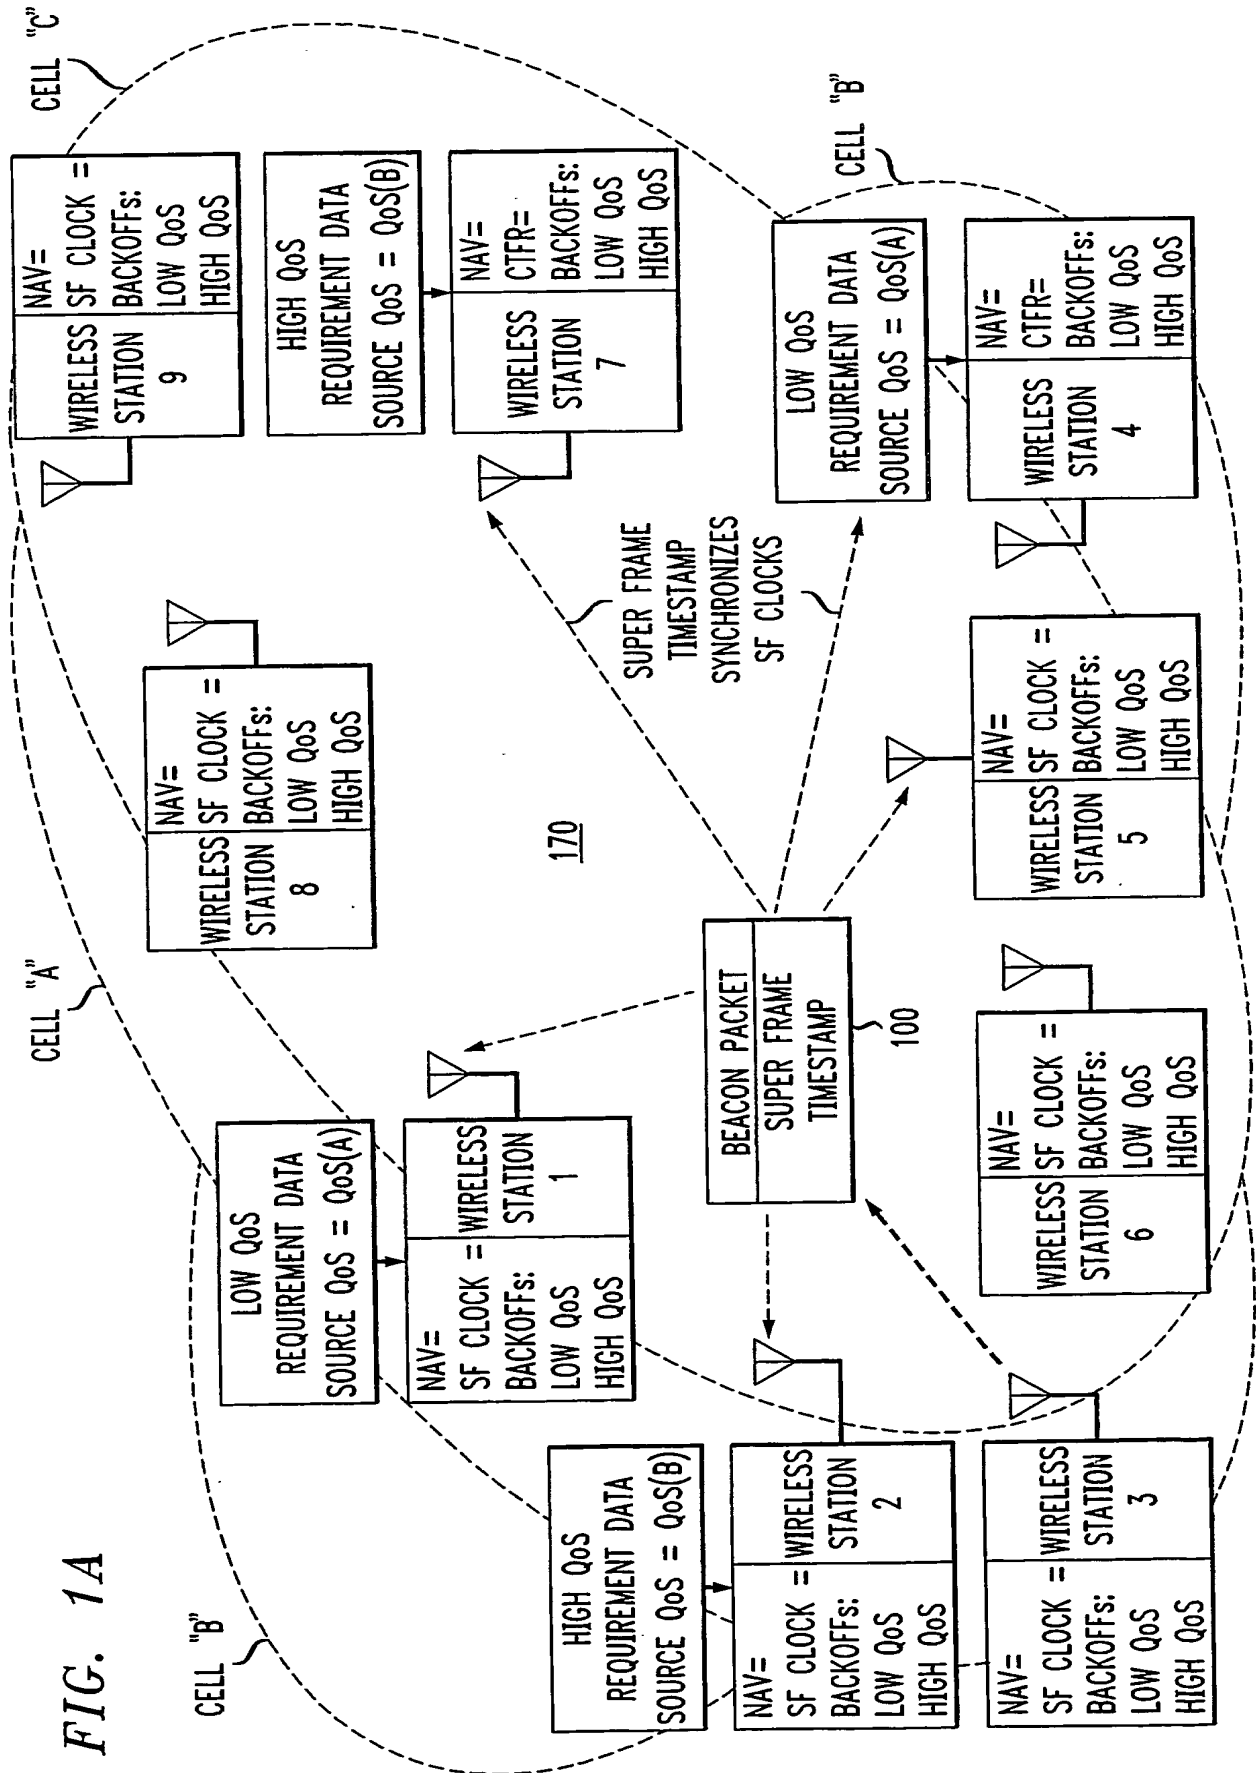 FIG. 1A
CELL "B"
CELL "A"
CELL "C"
LOW QoS
REQUIREMENT DATA
SOURCE QoS = QoS(A)
NAV=
SF CLOCK =
BACKOFFs:
LOW QoS
HIGH QoS
WIRELESS
STATION
1
WIRELESS
STATION
8
NAV=
SF CLOCK =
BACKOFFs:
LOW QoS
HIGH QoS
WIRELESS
STATION
9
NAV=
SF CLOCK =
BACKOFFs:
LOW QoS
HIGH QoS
HIGH QoS
REQUIREMENT DATA
SOURCE QoS = QoS(B)
WIRELESS
STATION
7
NAV=
CTFR=
BACKOFFs:
LOW QoS
HIGH QoS
HIGH QoS
REQUIREMENT DATA
SOURCE QoS = QoS(B)
NAV=
SF CLOCK =
BACKOFFs:
LOW QoS
HIGH QoS
WIRELESS
STATION
2
170
SUPER FRAME
TIMESTAMP
SYNCHRONIZES
SF CLOCKS
BEACON PACKET
SUPER FRAME
TIMESTAMP
100
LOW QoS
REQUIREMENT DATA
SOURCE QoS = QoS(A)
CELL "B"
WIRELESS
STATION
4
NAV=
CTFR=
BACKOFFs:
LOW QoS
HIGH QoS
NAV=
SF CLOCK =
BACKOFFs:
LOW QoS
HIGH QoS
WIRELESS
STATION
3
WIRELESS
STATION
6
NAV=
SF CLOCK =
BACKOFFs:
LOW QoS
HIGH QoS
WIRELESS
STATION
5
NAV=
SF CLOCK =
BACKOFFs:
LOW QoS
HIGH QoS